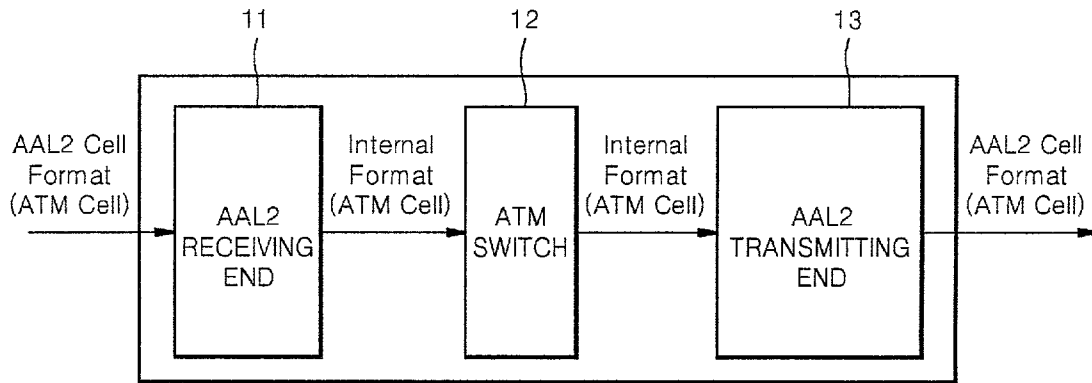 11
12
13
AAL2 Cell
Format
(ATM Cell)
AAL2
RECEIVING
END
Internal
Format
(ATM Cell)
ATM
SWITCH
Internal
Format
(ATM Cell)
AAL2
TRANSMITTING
END
AAL2 Cell
Format
(ATM Cell)